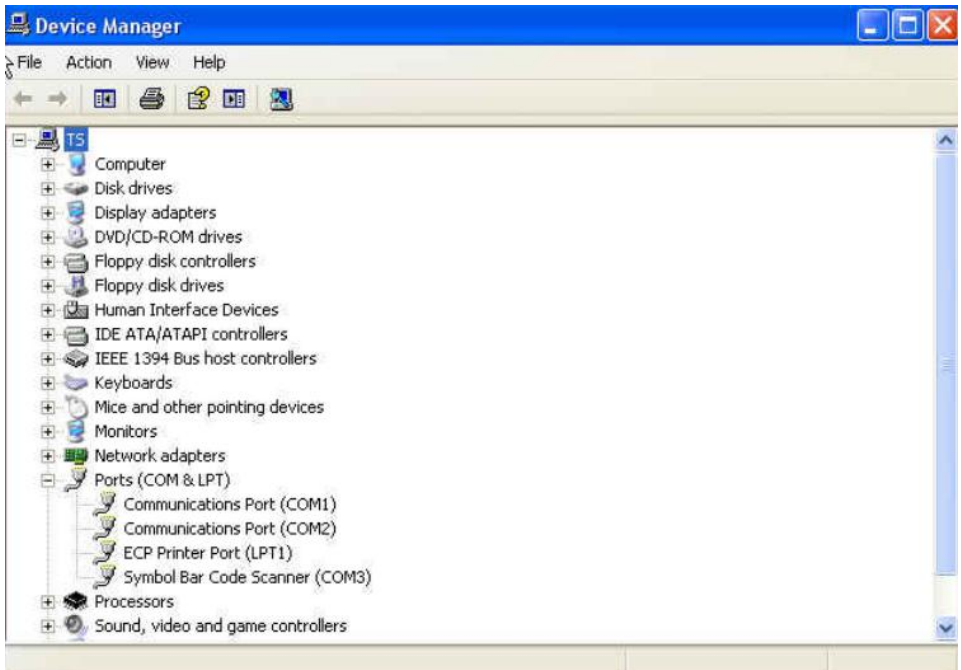 Device Manager
File Action View Help
TS
Computer
Disk drives
Display adapters
DVD/CD-ROM drives
Floppy disk controllers
Floppy disk drives
Human Interface Devices
IDE ATA/ATAPI controllers
IEEE 1394 Bus host controllers
Keyboards
Mice and other pointing devices
Monitors
Network adapters
Ports (COM & LPT)
Communications Port (COM1)
Communications Port (COM2)
ECP Printer Port (LPT1)
Symbol Bar Code Scanner (COM3)
Processors
Sound, video and game controllers